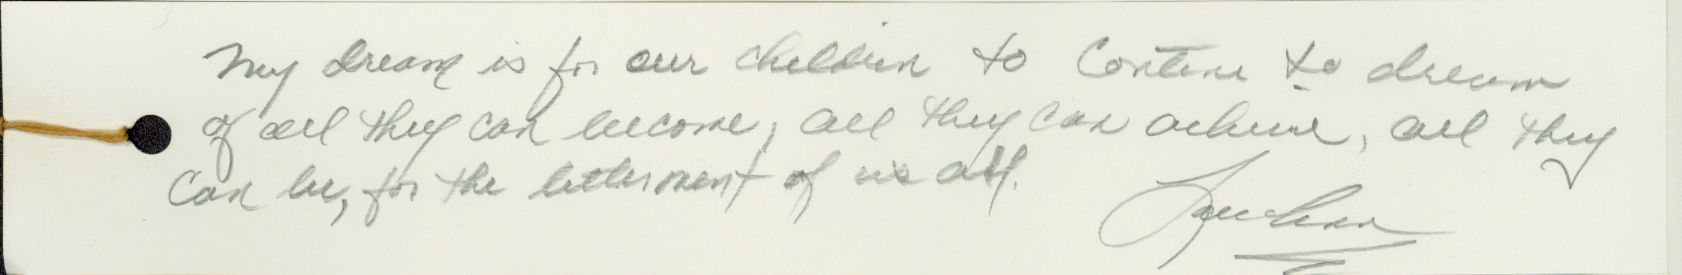 My dream is for our children to continue to dream
of all they can become, all they can achieve, all they
can be, for the betterment of us all.